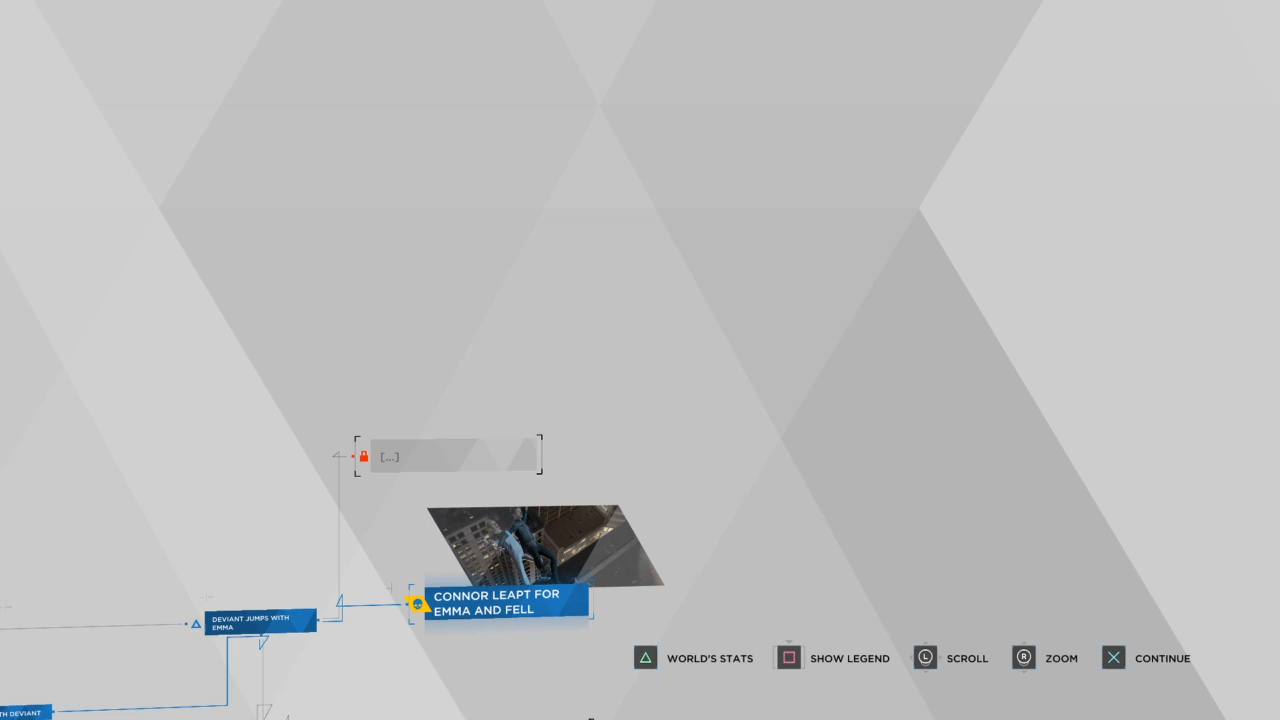 [...]
CONNOR LEAPT FOR
EMMA AND FELL
DEVIANT JUMPS WITH
EMMA
WORLD'S STATS
SHOW LEGEND
L
SCROLL
R
ZOOM
CONTINUE
TH DEVIANT